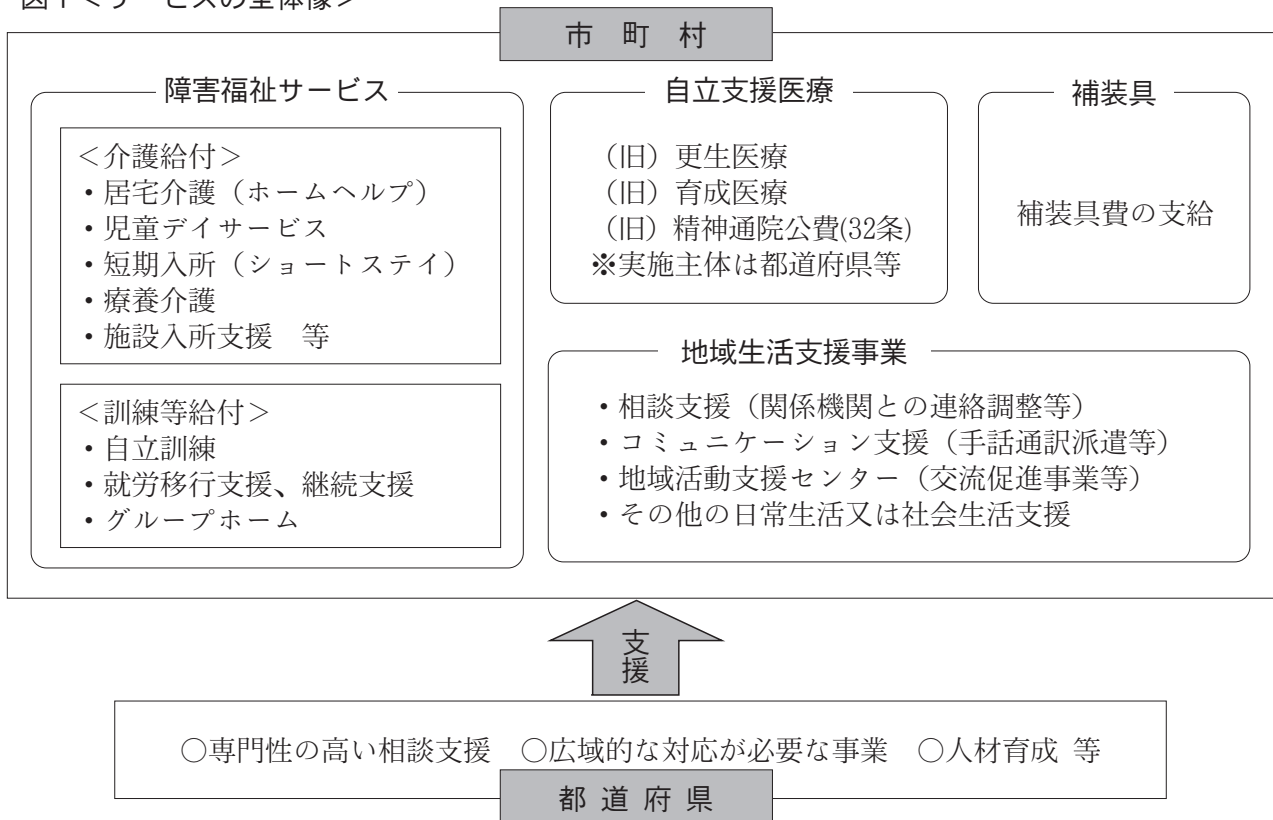 図1＜サービスの全体像＞
市町村
障害福祉サービス
＜介護給付＞
・居宅介護（ホームヘルプ）
・児童デイサービス
・短期入所（ショートステイ）
・療養介護
・施設入所支援　等
＜訓練等給付＞
・自立訓練
・就労移行支援、継続支援
・グループホーム
自立支援医療
（旧）更生医療
（旧）育成医療
（旧）精神通院公費(32条)
※実施主体は都道府県等
補装具
補装具費の支給
地域生活支援事業
・相談支援（関係機関との連絡調整等）
・コミュニケーション支援（手話通訳派遣等）
・地域活動支援センター（交流促進事業等）
・その他の日常生活又は社会生活支援
支援
○専門性の高い相談支援　○広域的な対応が必要な事業　○人材育成 等
都道府県